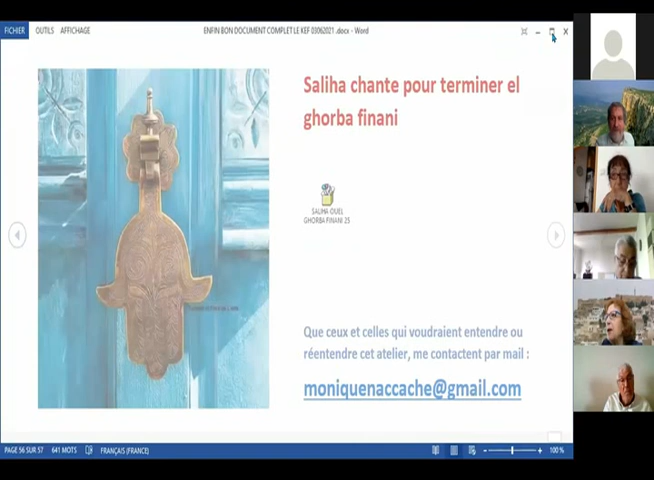 ENFIN BON DOCUMENT COMPLET LE KEF 03062021 .docx - Word
FICHIER OUTILS AFFICHAGE
Saliha chante pour terminer el
ghorba finani
SALIHA OUEL
GHORBA FINANI 25
Que ceux et celles qui voudraient entendre ou
réentendre cet atelier, me contactent par mail :
moniquenaccache@gmail.com
PAGE 56 SUR 57 641 MOTS FRANÇAIS (FRANCE) 100 %